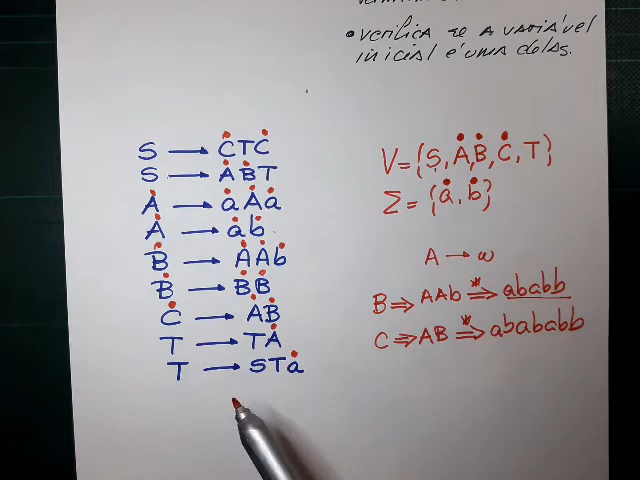 • verifica se a variável
inicial é uma delas.
S → CTC
S → ABT
A → aAa
A → ab
B → AAb
B → BB
C → AB
T → TA
T → STa
V = {S, A, B, C, T}
Σ = {a, b}
A → ω
B ⇒ AAb ⇒* ababb
C ⇒ AB ⇒* abababb